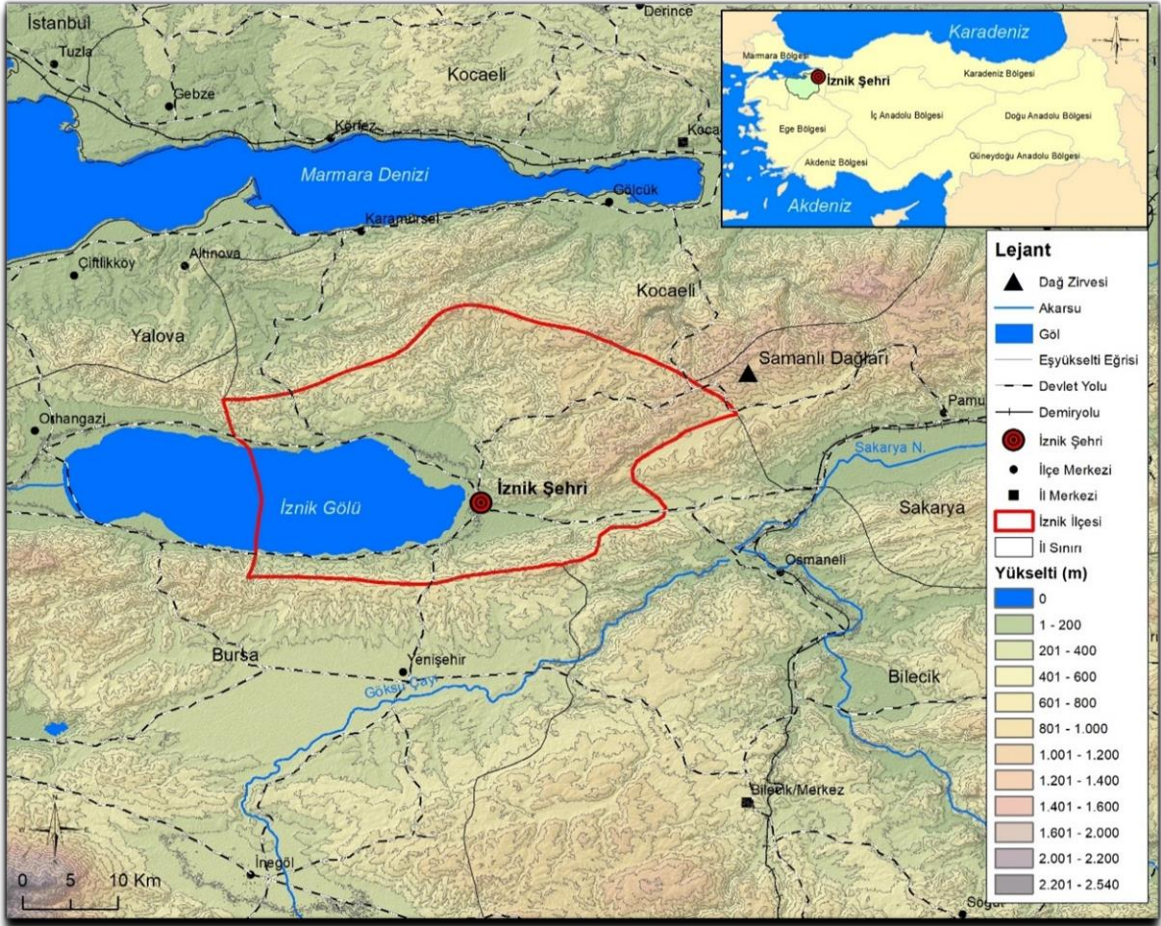 İstanbul
Tuzla
Gebze
Kocaeli
Derince
Körfez
Koca
Marmara Denizi
Gölcük
Karamürsel
Çiftlikköy
Altınova
Yalova
Kocaeli
Samanlı Dağları
Orhangazi
Pamu
Sakarya N.
İznik Gölü
İznik Şehri
Sakarya
Osmaneli
Bursa
Yenişehir
Göksu Çayı
Bilecik
Bilecik/Merkez
İnegöl
Söğüt
0 5 10 Km
Karadeniz
Marmara Bölgesi
İznik Şehri
Karadeniz Bölgesi
İç Anadolu Bölgesi
Doğu Anadolu Bölgesi
Ege Bölgesi
Akdeniz Bölgesi
Güneydoğu Anadolu Bölgesi
Akdeniz
Lejant
Dağ Zirvesi
Akarsu
Göl
Eşyükselti Eğrisi
Devlet Yolu
Demiryolu
İznik Şehri
İlçe Merkezi
İl Merkezi
İznik İlçesi
İl Sınırı
Yükselti (m)
0
1 - 200
201 - 400
401 - 600
601 - 800
801 - 1.000
1.001 - 1.200
1.201 - 1.400
1.401 - 1.600
1.601 - 2.000
2.001 - 2.200
2.201 - 2.540